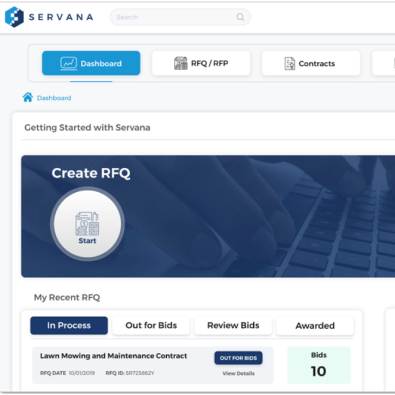 SERVANA
Search
Dashboard
RFQ / RFP
Contracts
Dashboard
Getting Started with Servana
Create RFQ
Start
My Recent RFQ
In Process
Out for Bids
Review Bids
Awarded
Lawn Mowing and Maintenance Contract
OUT FOR BIDS
Bids
RFQ DATE 10/01/2019 RFQ ID: SR725862Y
View Details
10